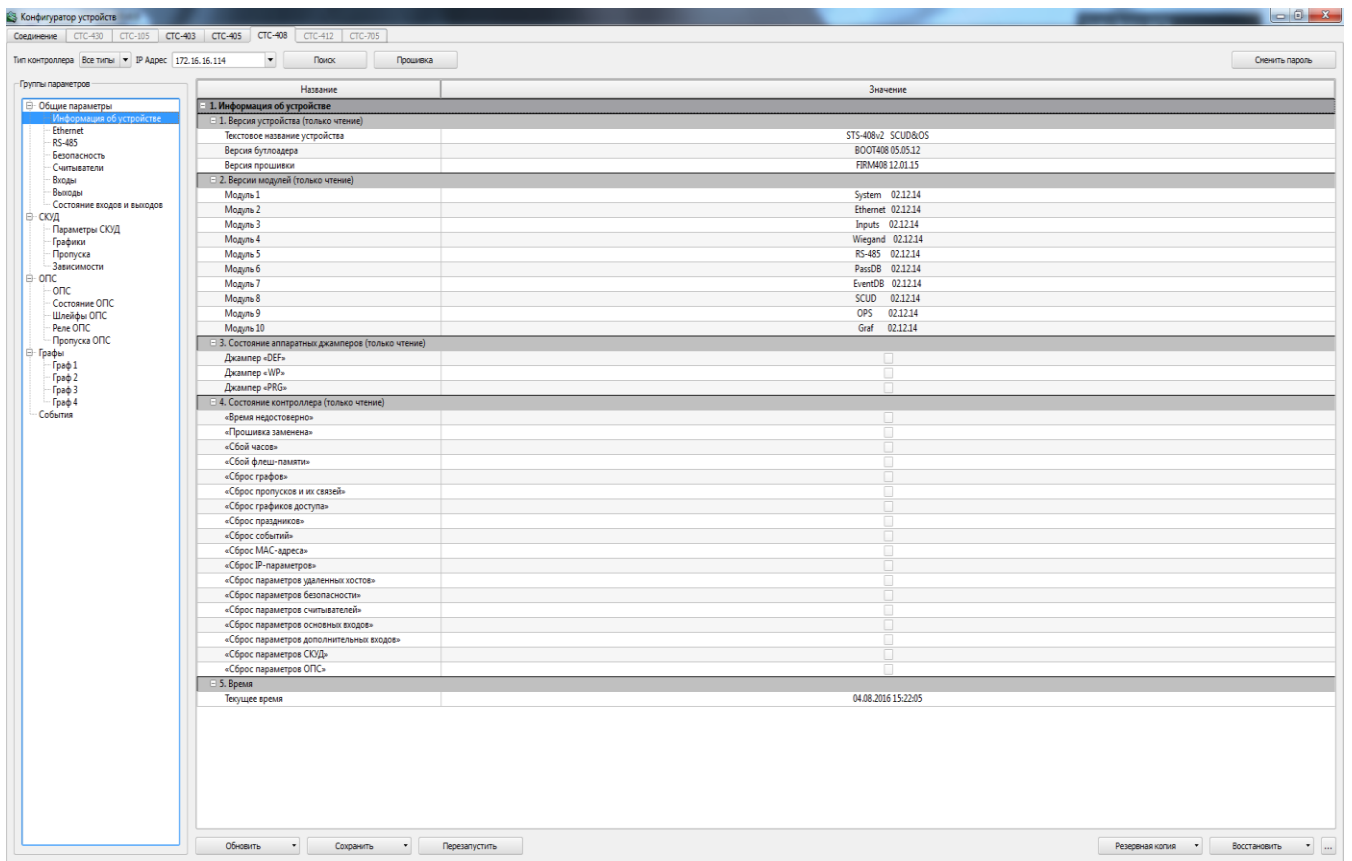 Конфигуратор устройств
Соединение СТС-430 СТС-105 СТС-403 СТС-405 СТС-408 СТС-412 СТС-705
Тип контроллера Все типы IP Адрес 172.16.16.114 Поиск Прошивка Сменить пароль
Группы параметров
Общие параметры
Информация об устройстве
Ethernet
RS-485
Безопасность
Считыватели
Входы
Выходы
Состояние входов и выходов
СКУД
Параметры СКУД
Графики
Пропуска
Зависимости
ОПС
ОПС
Состояние ОПС
Шлейфы ОПС
Реле ОПС
Пропуска ОПС
Графы
Граф 1
Граф 2
Граф 3
Граф 4
События
Название Значение
1. Информация об устройстве
1. Версия устройства (только чтение)
Текстовое название устройства STS-408v2 SCUD&OS
Версия бутлоадера BOOT408 05.05.12
Версия прошивки FIRM408 12.01.15
2. Версии модулей (только чтение)
Модуль 1 System 02.12.14
Модуль 2 Ethernet 02.12.14
Модуль 3 Inputs 02.12.14
Модуль 4 Wiegand 02.12.14
Модуль 5 RS-485 02.12.14
Модуль 6 PassDB 02.12.14
Модуль 7 EventDB 02.12.14
Модуль 8 SCUD 02.12.14
Модуль 9 OPS 02.12.14
Модуль 10 Graf 02.12.14
3. Состояние аппаратных джамперов (только чтение)
Джампер «DEF»
Джампер «WP»
Джампер «PRG»
4. Состояние контроллера (только чтение)
«Время недостоверно»
«Прошивка заменена»
«Сбой часов»
«Сбой флеш-памяти»
«Сброс графов»
«Сброс пропусков и их связей»
«Сброс графиков доступа»
«Сброс праздников»
«Сброс событий»
«Сброс MAC-адреса»
«Сброс IP-параметров»
«Сброс параметров удаленных хостов»
«Сброс параметров безопасности»
«Сброс параметров считывателей»
«Сброс параметров основных входов»
«Сброс параметров дополнительных входов»
«Сброс параметров СКУД»
«Сброс параметров ОПС»
5. Время
Текущее время 04.08.2016 15:22:05
Обновить Сохранить Перезапустить Резервная копия Восстановить ...